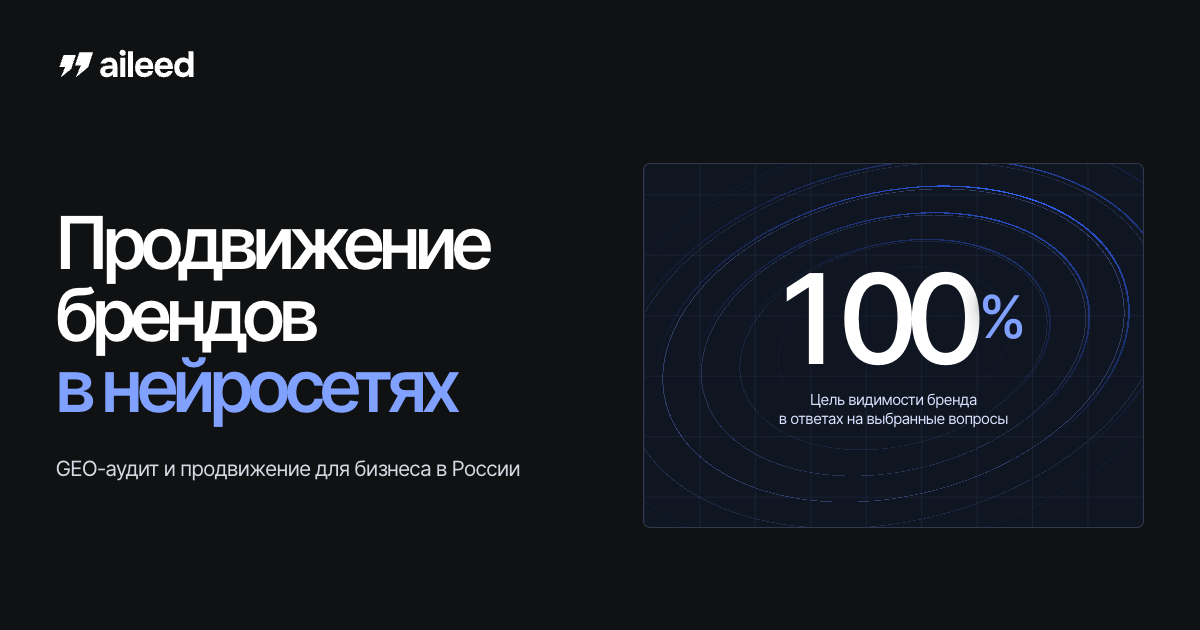 aileed
Продвижение
брендов
в нейросетях
GEO-аудит и продвижение для бизнеса в России
100%
Цель видимости бренда
в ответах на выбранные вопросы